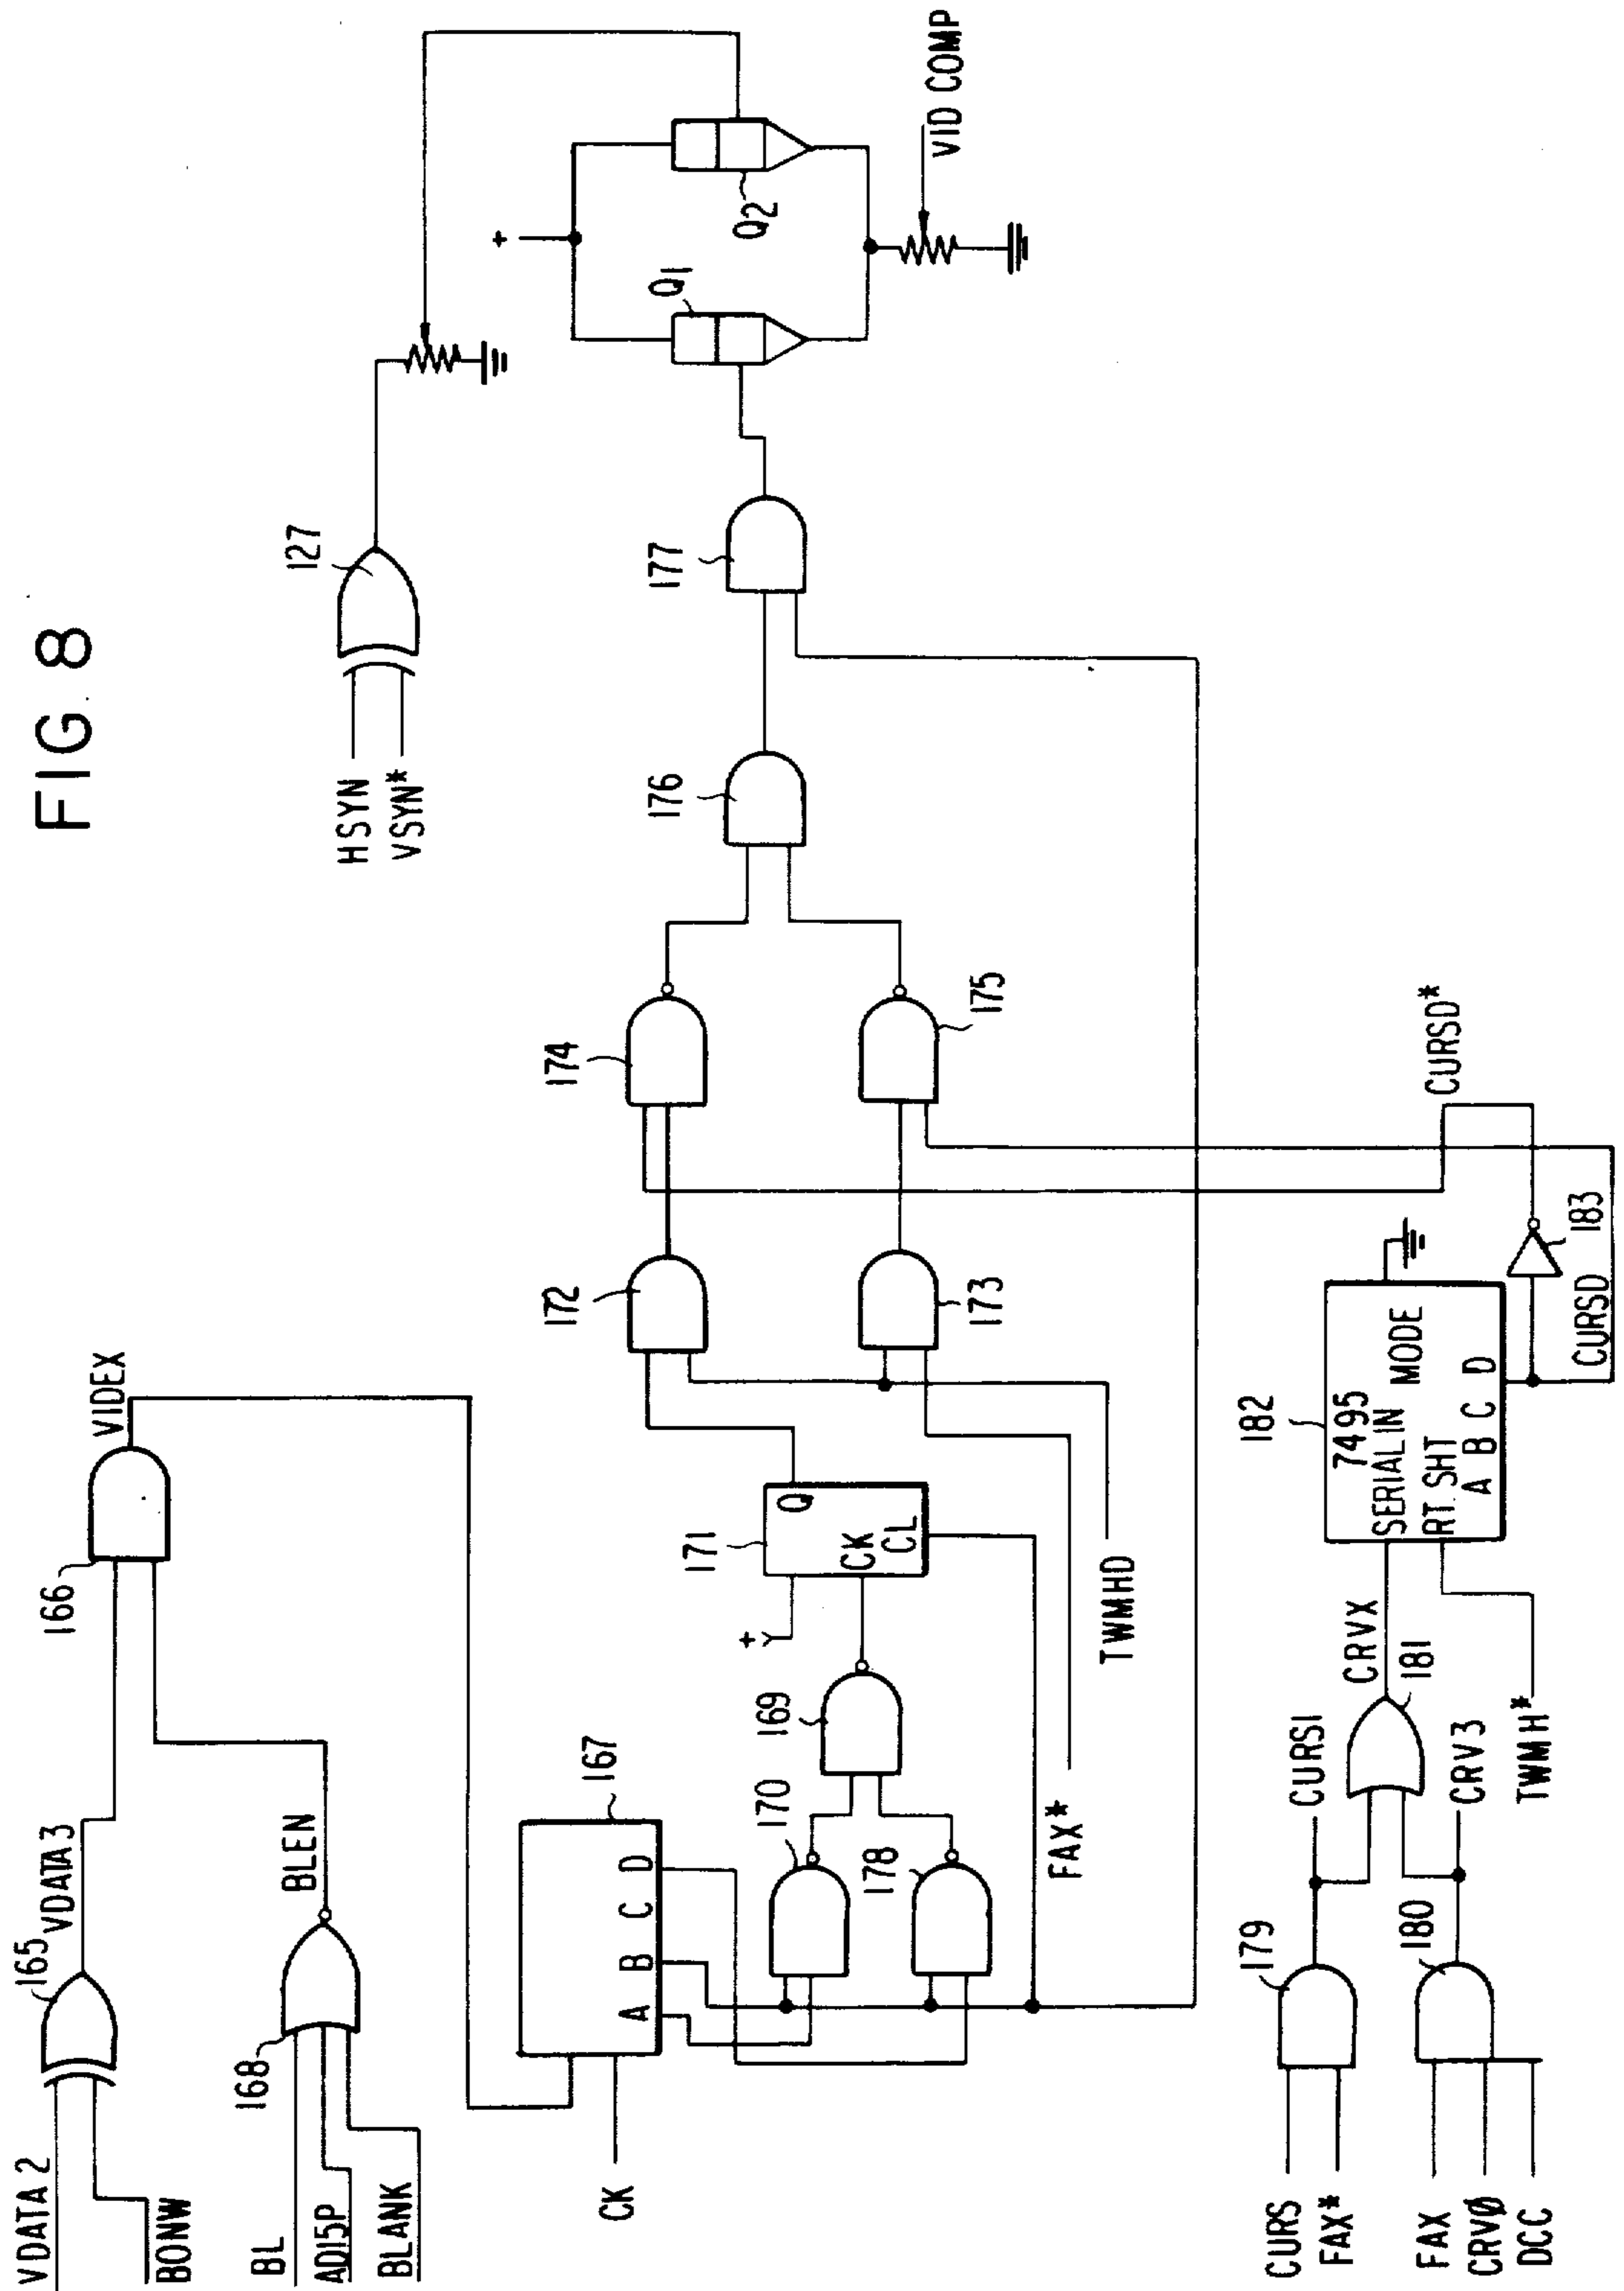 FIG. 8
VDATA 2
BONW
165
VDATA 3
BL
ADI5P
BLANK
168
BLEN
166
VIDEX
HSYN
VSYN*
127
CK
167
A B C D
170
178
169
+
171
Q
CK
CL
FAX*
TWMHD
172
173
174
175
176
177
+
Q1
Q2
VID COMP
CURS
FAX*
179
CURSI
FAX
CRVØ
DCC
180
CRV3
181
CRVX
TWMH*
182
7495
SERIAL IN
RT. SHT
MODE
A B C D
183
CURSD
CURSD*